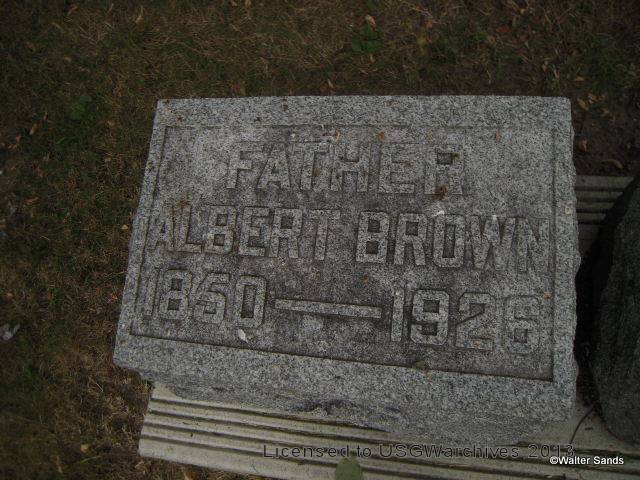 FATHER
ALBERT BROWN
1850 — 1926
Licensed to USGWarchives 2013
©Walter Sands